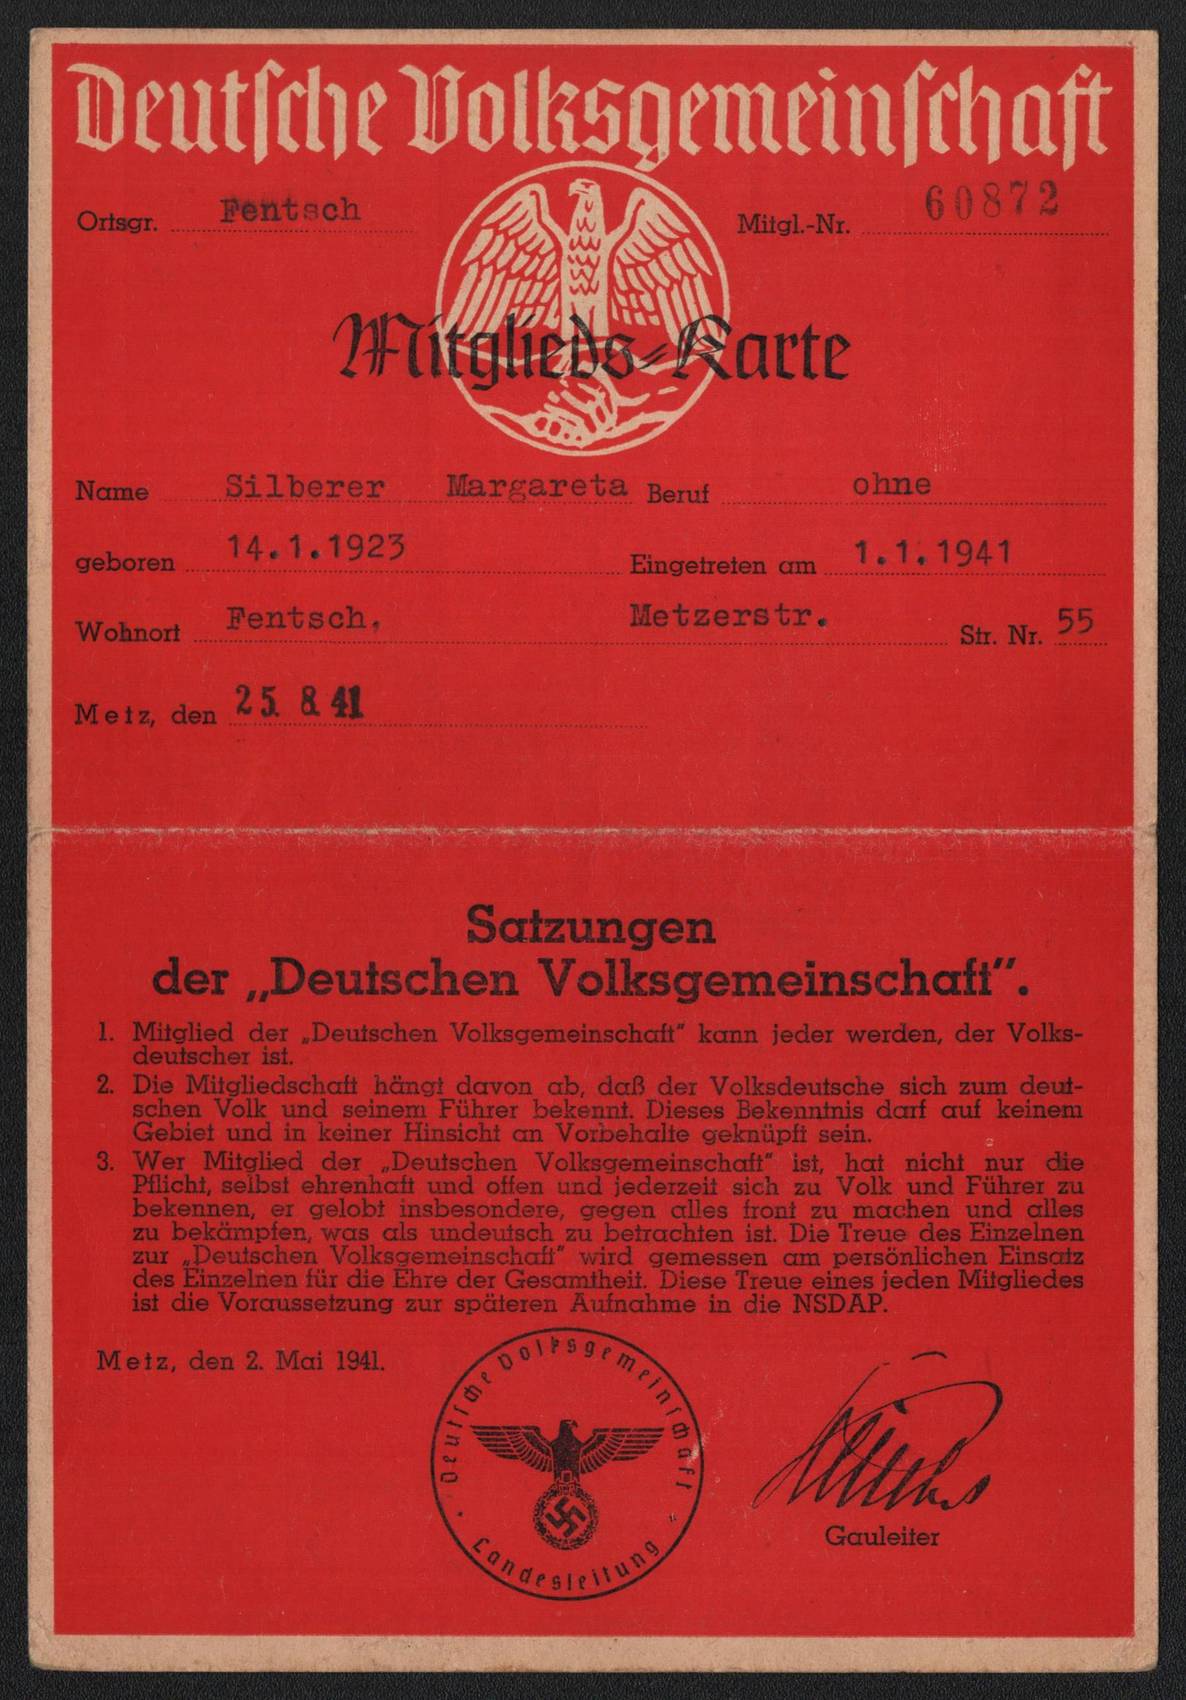 Deutsche Volksgemeinschaft
Ortsgr. Fentsch Mitgl.-Nr. 60872
Mitglieds-Karte
Name Silberer Margareta Beruf ohne
geboren 14.1.1923 Eingetreten am 1.1.1941
Wohnort Fentsch, Metzerstr. Str. Nr. 55
Metz, den 25. 8. 41
Satzungen
der „Deutschen Volksgemeinschaft".
1. Mitglied der „Deutschen Volksgemeinschaft" kann jeder werden, der Volks-
deutscher ist.
2. Die Mitgliedschaft hängt davon ab, daß der Volksdeutsche sich zum deut-
schen Volk und seinem Führer bekennt. Dieses Bekenntnis darf auf keinem
Gebiet und in keiner Hinsicht an Vorbehalte geknüpft sein.
3. Wer Mitglied der „Deutschen Volksgemeinschaft" ist, hat nicht nur die
Pflicht, selbst ehrenhaft und offen und jederzeit sich zu Volk und Führer zu
bekennen, er gelobt insbesondere, gegen alles front zu machen und alles
zu bekämpfen, was als undeutsch zu betrachten ist. Die Treue des Einzelnen
zur „Deutschen Volksgemeinschaft" wird gemessen am persönlichen Einsatz
des Einzelnen für die Ehre der Gesamtheit. Diese Treue eines jeden Mitgliedes
ist die Voraussetzung zur späteren Aufnahme in die NSDAP.
Metz, den 2. Mai 1941.
Deutsche Volksgemeinschaft
Landesleitung
Gauleiter